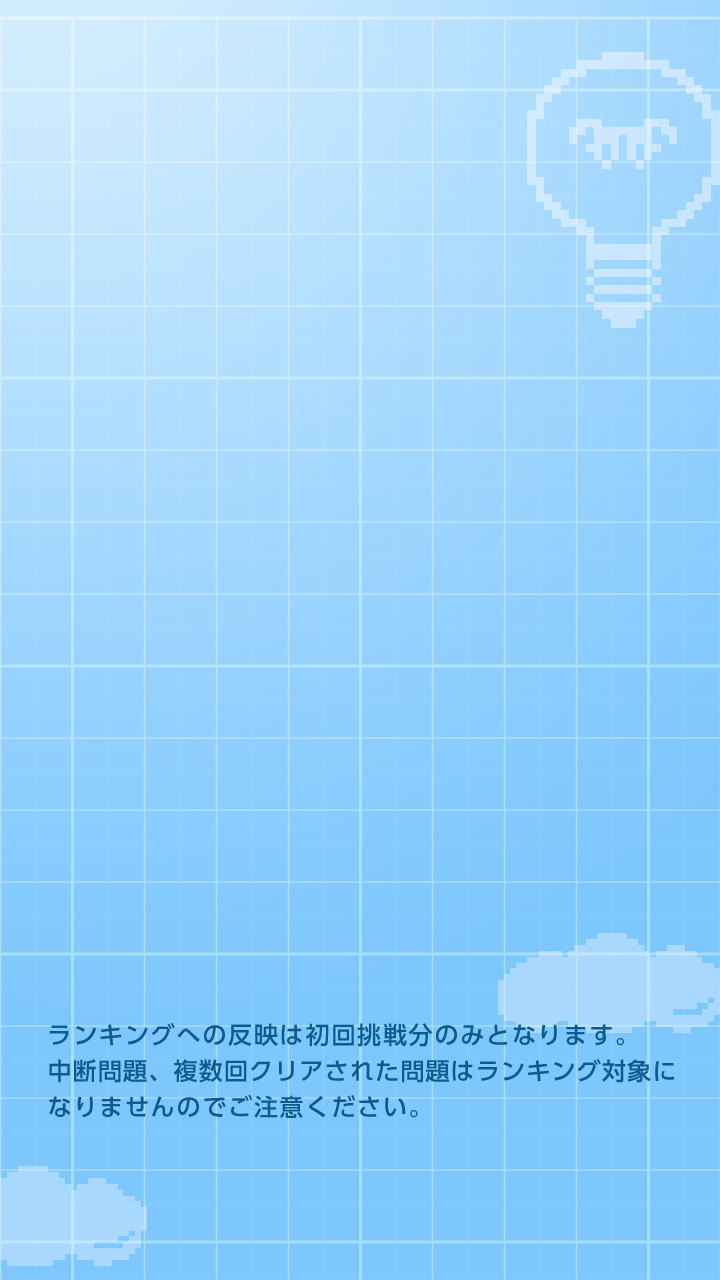 ランキングへの反映は初回挑戦分のみとなります。
中断問題、複数回クリアされた問題はランキング対象に
なりませんのでご注意ください。